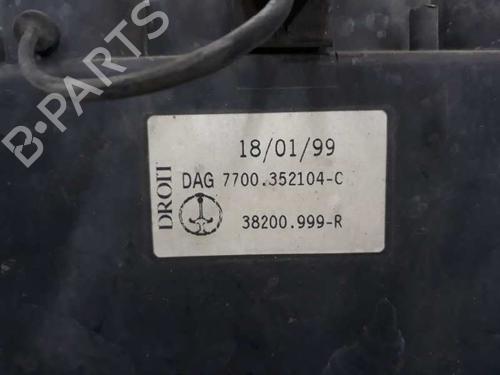 B-PARTS
18/01/99
DROIT
DAG 7700.352104-C
38200.999-R